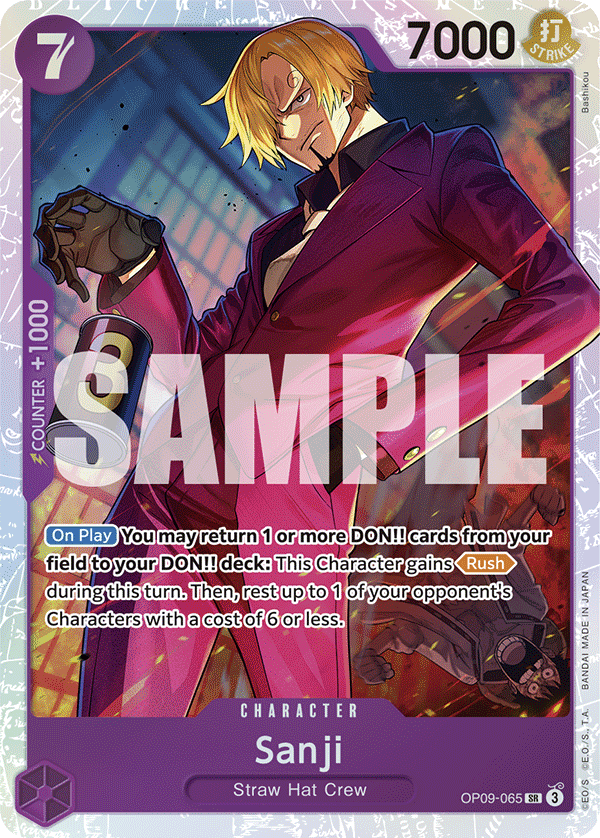 7
7000
打
STRIKE
Bashikou
COUNTER +1000
3
SAMPLE
On Play You may return 1 or more DON!! cards from your
field to your DON!! deck: This Character gains Rush
during this turn. Then, rest up to 1 of your opponent's
Characters with a cost of 6 or less.
CHARACTER
Sanji
Straw Hat Crew
OP09-065 SR 3
©E.O/S ©E.O./S., T.A. BANDAI MADE IN JAPAN